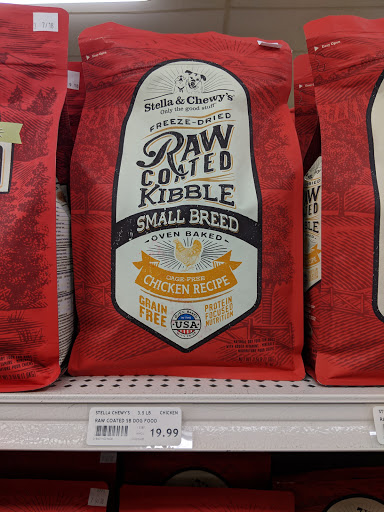 Stella & Chewy's
Only the good stuff
FREEZE-DRIED
RAW
COATED
KIBBLE
SMALL BREED
OVEN BAKED
CAGE-FREE
CHICKEN RECIPE
GRAIN
FREE
USA
PROTEIN
FOCUSED
NUTRITION
STELLA CHEWY'S 3.5 LB CHICKEN
RAW COATED SB DOG FOOD
19.99